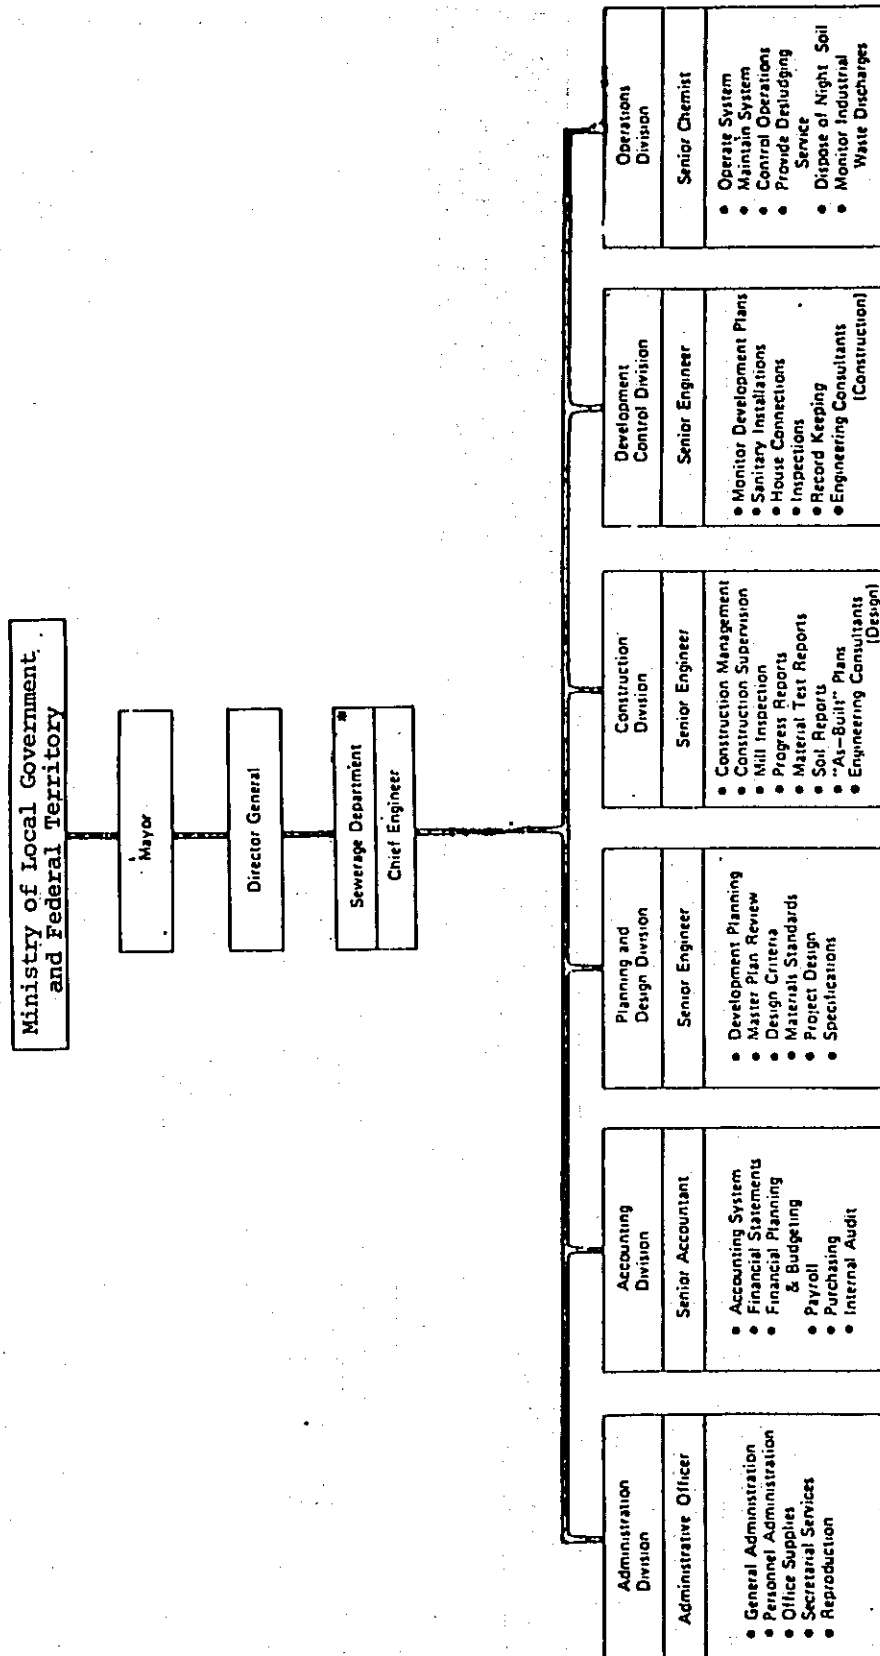 Ministry of Local Government
and Federal Territory
Mayor
Director General
Sewerage Department *
Chief Engineer
Administration
Division
Administrative Officer
• General Administration
• Personnel Administration
• Office Supplies
• Secretarial Services
• Reproduction
Accounting
Division
Senior Accountant
• Accounting System
• Financial Statements
• Financial Planning
& Budgeting
• Payroll
• Purchasing
• Internal Audit
Planning and
Design Division
Senior Engineer
• Development Planning
• Master Plan Review
• Design Criteria
• Materials Standards
• Project Design
• Specifications
Construction
Division
Senior Engineer
• Construction Management
• Construction Supervision
• Mill Inspection
• Progress Reports
• Material Test Reports
• Soil Reports
• "As-Built" Plans
• Engineering Consultants
(Design)
Development
Control Division
Senior Engineer
• Monitor Development Plans
• Sanitary Installations
• House Connections
• Inspections
• Record Keeping
• Engineering Consultants
(Construction)
Operations
Division
Senior Chemist
• Operate System
• Maintain System
• Control Operations
• Provide Desludging
Service
• Dispose of Night Soil
• Monitor Industrial
Waste Discharges